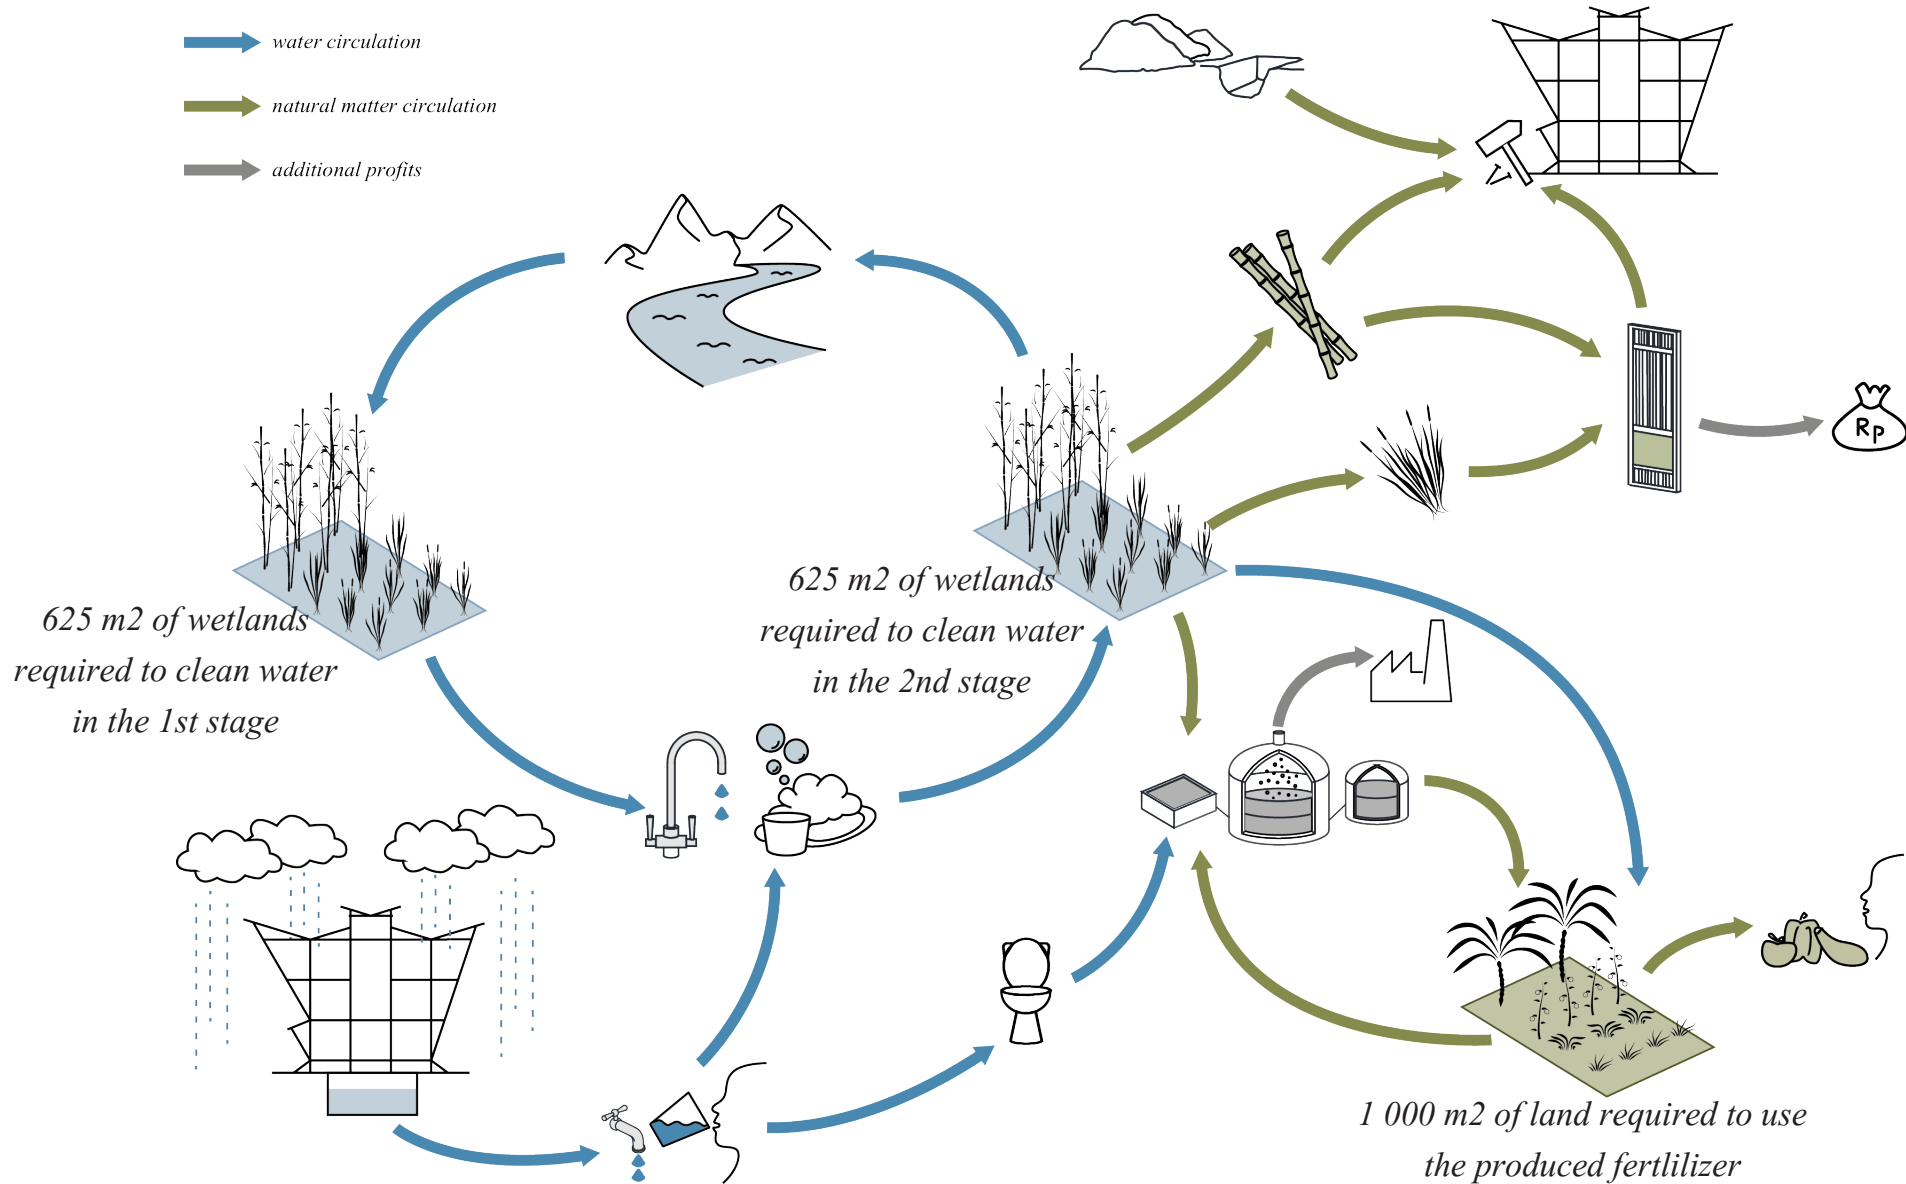 water circulation
natural matter circulation
additional profits
Rp
625 m2 of wetlands
required to clean water
in the 1st stage
625 m2 of wetlands
required to clean water
in the 2nd stage
1 000 m2 of land required to use
the produced fertlilizer